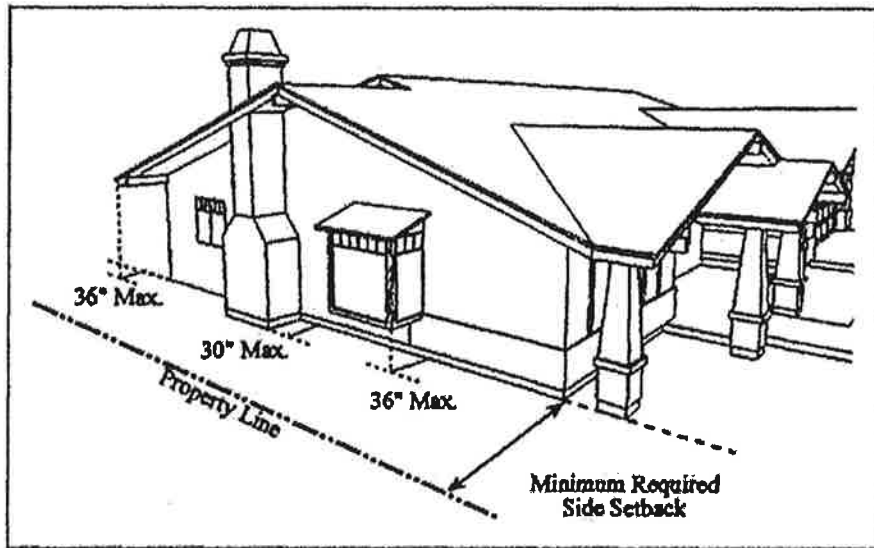 36" Max.
30" Max.
36" Max.
Property Line
Minimum Required
Side Setback